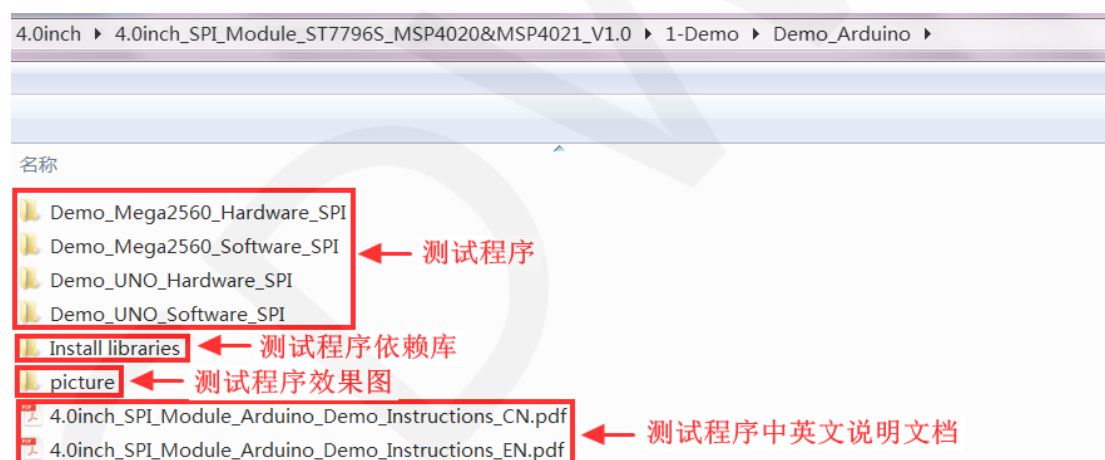 4.0inch ▸ 4.0inch_SPI_Module_ST7796S_MSP4020&MSP4021_V1.0 ▸ 1-Demo ▸ Demo_Arduino ▸
名称
Demo_Mega2560_Hardware_SPI
Demo_Mega2560_Software_SPI
测试程序
Demo_UNO_Hardware_SPI
Demo_UNO_Software_SPI
Install libraries
测试程序依赖库
picture
测试程序效果图
4.0inch_SPI_Module_Arduino_Demo_Instructions_CN.pdf
测试程序中英文说明文档
4.0inch_SPI_Module_Arduino_Demo_Instructions_EN.pdf